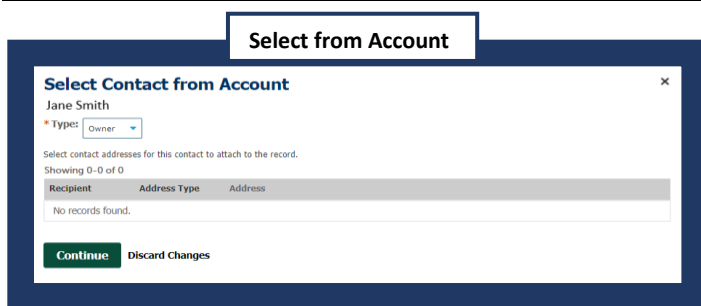 Select from Account
Select Contact from Account
×
Jane Smith
*Type: Owner
Select contact addresses for this contact to attach to the record.
Showing 0-0 of 0
Recipient Address Type Address
No records found.
Continue Discard Changes